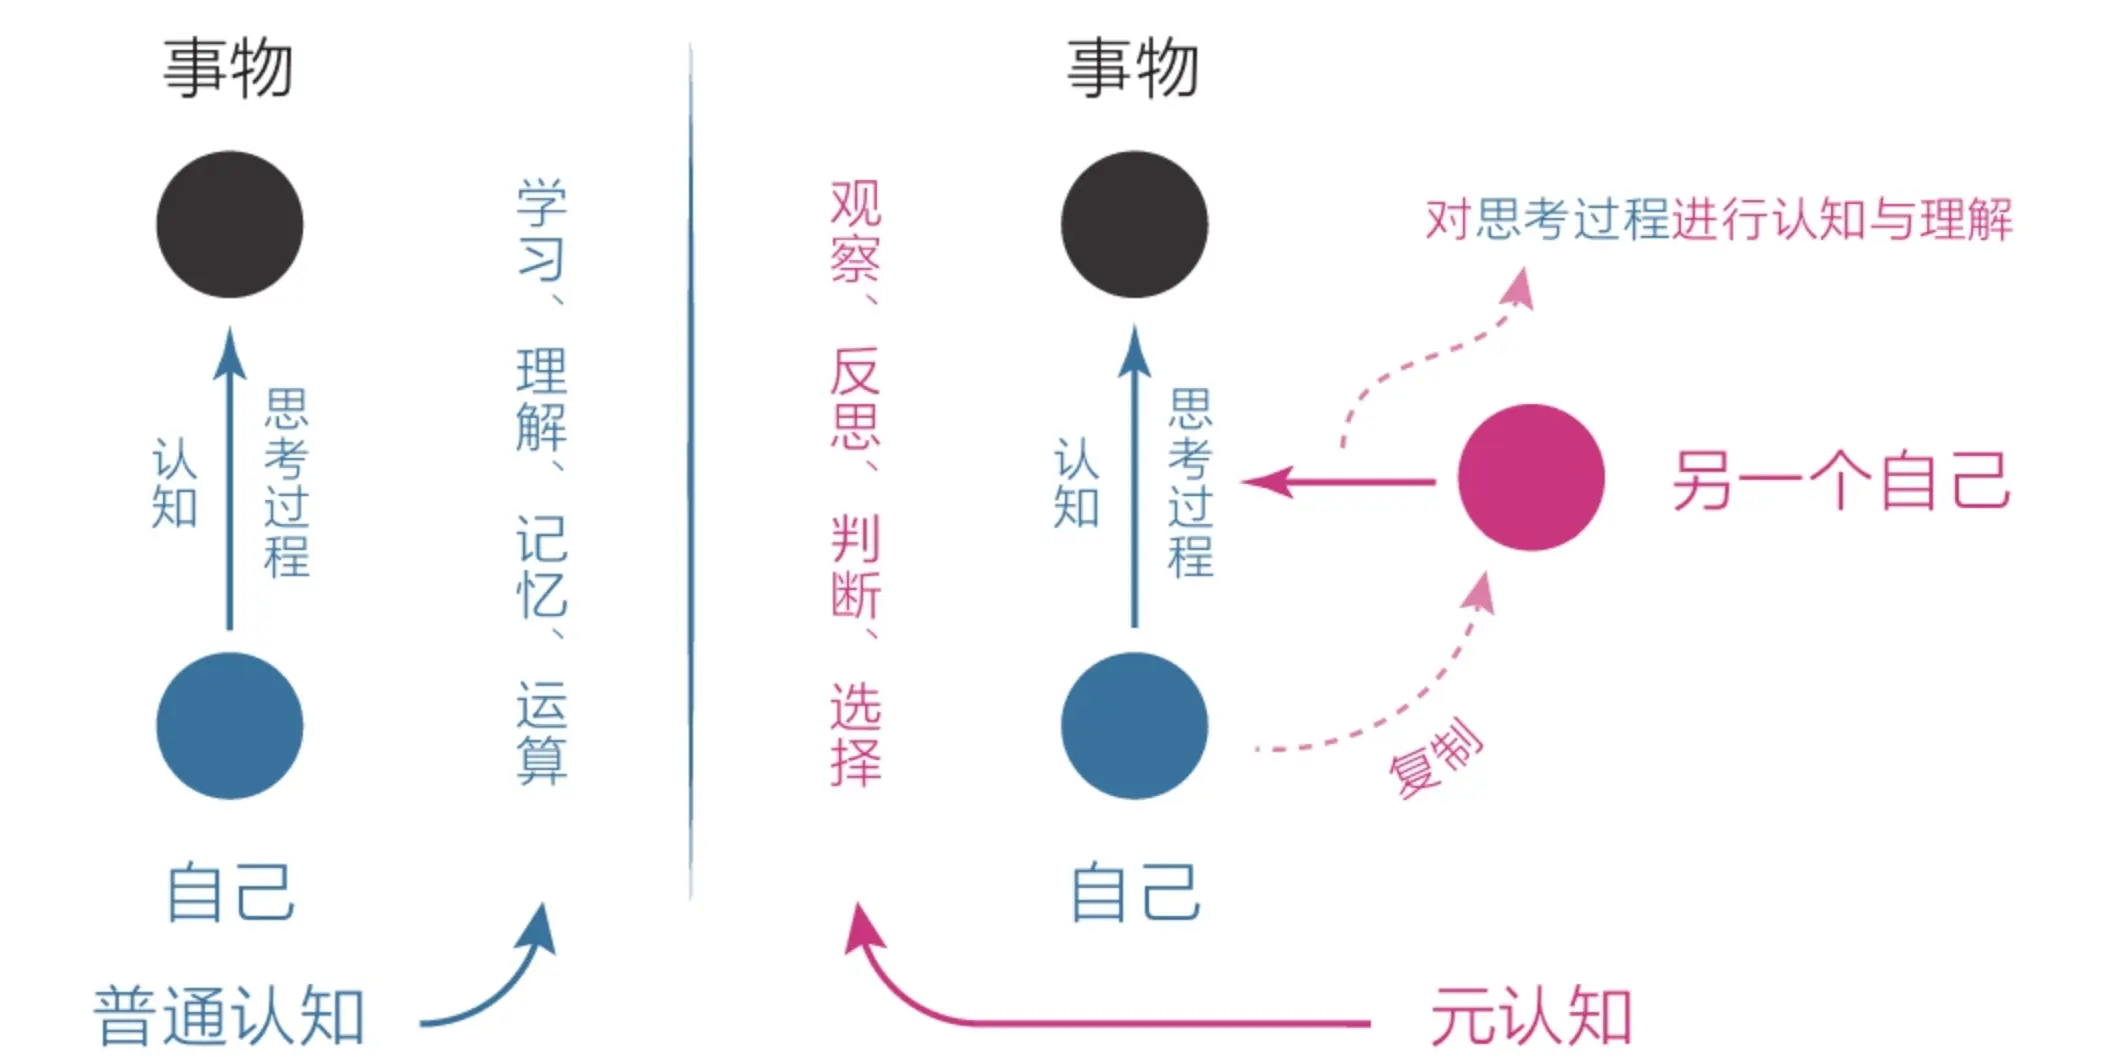 事物
认知
思考过程
自己
普通认知
学习、理解、记忆、运算
观察、反思、判断、选择
事物
认知
思考过程
自己
对思考过程进行认知与理解
另一个自己
复制
元认知